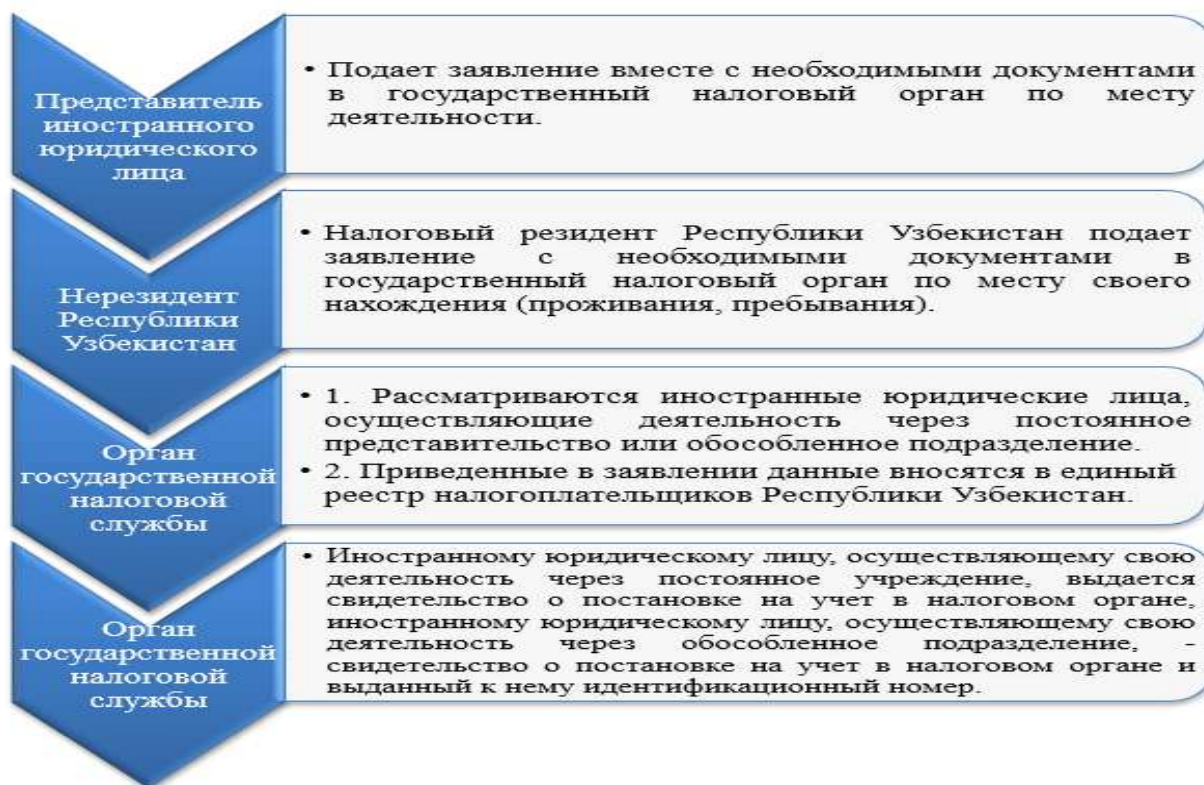 Представитель
иностранного
юридического
лица
• Подает заявление вместе с необходимыми документами
в государственный налоговый орган по месту
деятельности.
Нерезидент
Республики
Узбекистан
• Налоговый резидент Республики Узбекистан подает
заявление с необходимыми документами в
государственный налоговый орган по месту своего
нахождения (проживания, пребывания).
Орган
государственной
налоговой
службы
• 1. Рассматриваются иностранные юридические лица,
осуществляющие деятельность через постоянное
представительство или обособленное подразделение.
• 2. Приведенные в заявлении данные вносятся в единый
реестр налогоплательщиков Республики Узбекистан.
Орган
государственной
налоговой
службы
• Иностранному юридическому лицу, осуществляющему свою
деятельность через постоянное учреждение, выдается
свидетельство о постановке на учет в налоговом органе,
иностранному юридическому лицу, осуществляющему свою
деятельность через обособленное подразделение, -
свидетельство о постановке на учет в налоговом органе и
выданный к нему идентификационный номер.